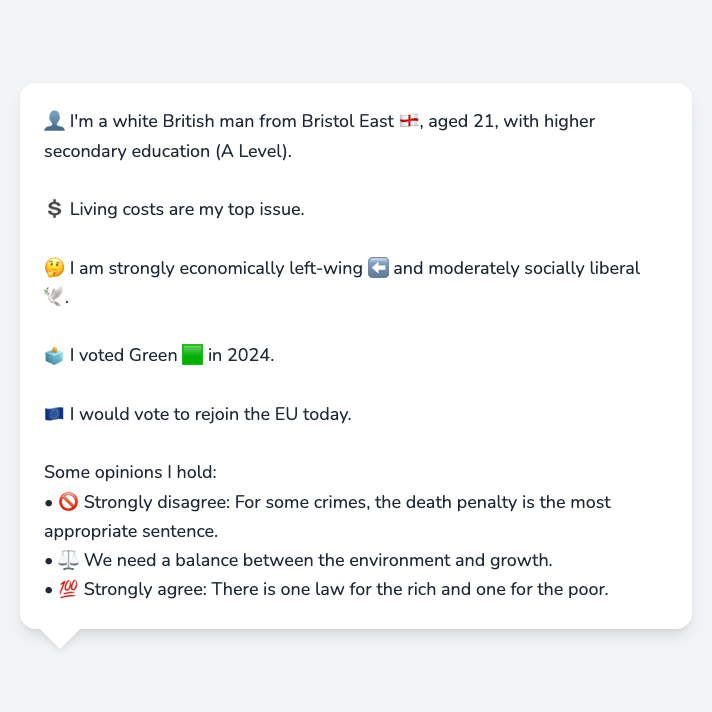 👤 I'm a white British man from Bristol East 🏴󠁧󠁢󠁥󠁮󠁧󠁿, aged 21, with higher
secondary education (A Level).
💲 Living costs are my top issue.
🤔 I am strongly economically left-wing ⬅️ and moderately socially liberal
🕊️.
🗳️ I voted Green 🟩 in 2024.
🇪🇺 I would vote to rejoin the EU today.
Some opinions I hold:
• 🚫 Strongly disagree: For some crimes, the death penalty is the most
appropriate sentence.
• ⚖️ We need a balance between the environment and growth.
• 💯 Strongly agree: There is one law for the rich and one for the poor.